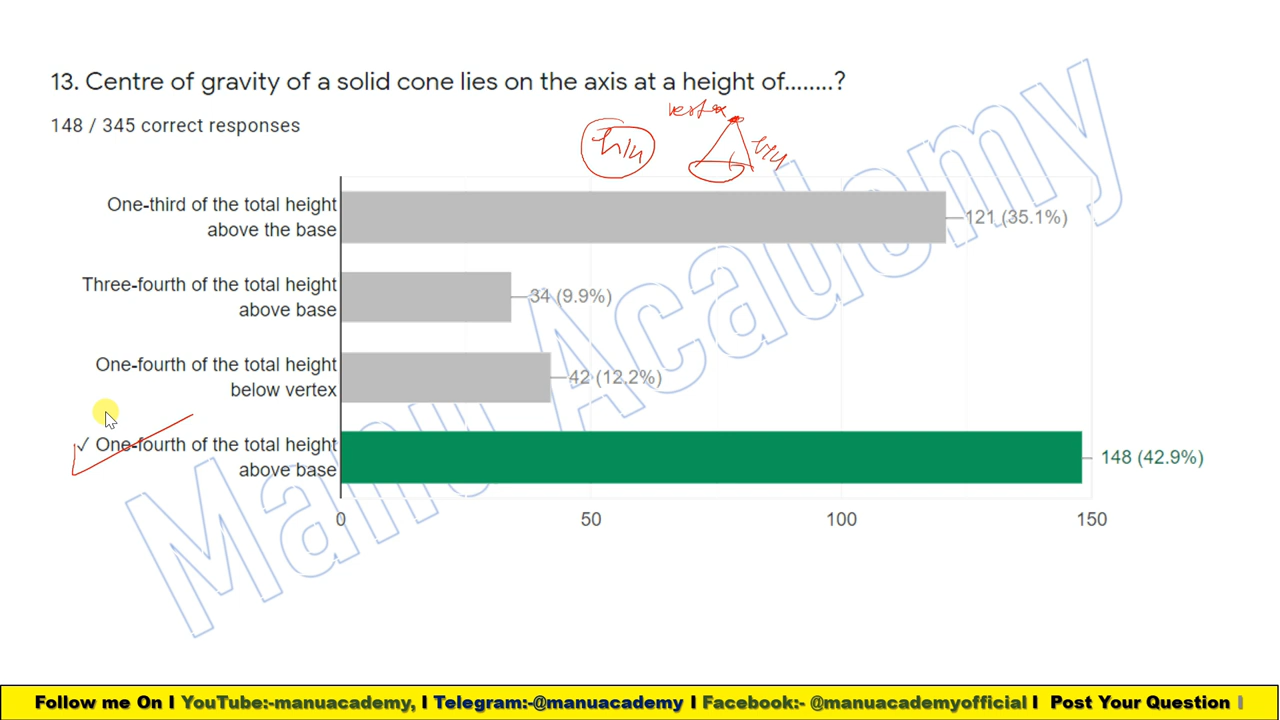 13. Centre of gravity of a solid cone lies on the axis at a height of........?
148 / 345 correct responses
vertex
h/4
One-third of the total height
above the base
121 (35.1%)
Three-fourth of the total height
above base
34 (9.9%)
One-fourth of the total height
below vertex
42 (12.2%)
✓ One-fourth of the total height
above base
148 (42.9%)
0 50 100 150
Manu Academy
Follow me On I YouTube:-manuacademy, I Telegram:-@manuacademy I Facebook:- @manuacademyofficial I Post Your Question I